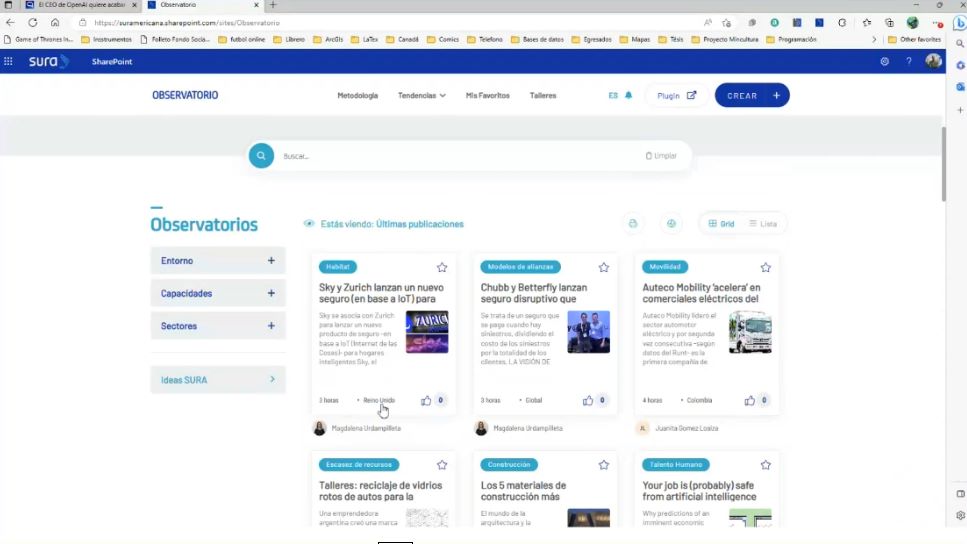 El CEO de OpenAI quiere acabar
Observatorio
https://suramericana.sharepoint.com/sites/Observatorio
Game of Thrones In...
Instrumentos
Folleto Fondo Socia...
futbol online
Librero
ArcGis
LaTex
Canadá
Comics
Telefono
Bases de datos
Egresados
Mapas
Tésis
Proyecto Mincultura
Programación
Other favorites
sura
SharePoint
OBSERVATORIO
Metodología
Tendencias
Mis Favoritos
Talleres
ES
Plugin
CREAR +
Buscar...
Limpiar
Observatorios
Estás viendo: Últimas publicaciones
Grid
Lista
Entorno +
Capacidades +
Sectores +
Ideas SURA >
Habitat
Sky y Zurich lanzan un nuevo
seguro (en base a IoT) para
Sky se asocia con Zurich
para lanzar un nuevo
producto de seguro -en
base a IoT (Internet de las
Cosas)- para hogares
inteligentes Sky, el
ZURIC
3 horas • Reino Unido
0
Magdalena Urdampilleta
Modelos de alianzas
Chubb y Betterfly lanzan
seguro disruptivo que
Se trata de un seguro que
se paga cuando hay
siniestros, dividiendo el
costo de los siniestros
por la totalidad de los
clientes. LA VISIÓN DE
3 horas • Global
0
Magdalena Urdampilleta
Movilidad
Auteco Mobility ‘acelera’ en
comerciales eléctricos del
Auteco Mobility lidera el
sector automotor
eléctrico y por segunda
vez consecutiva -según
datos del Runt- es la
primera compañía de
4 horas • Colombia
0
JL
Juanita Gomez Loaiza
Escasez de recursos
Talleres: reciclaje de vidrios
rotos de autos para la
Una emprendedora
argentina creó una marca
Construcción
Los 5 materiales de
construcción más
El mundo de la
arquitectura y la
Talento Humano
Your job is (probably) safe
from artificial intelligence
Why predictions of an
imminent economic